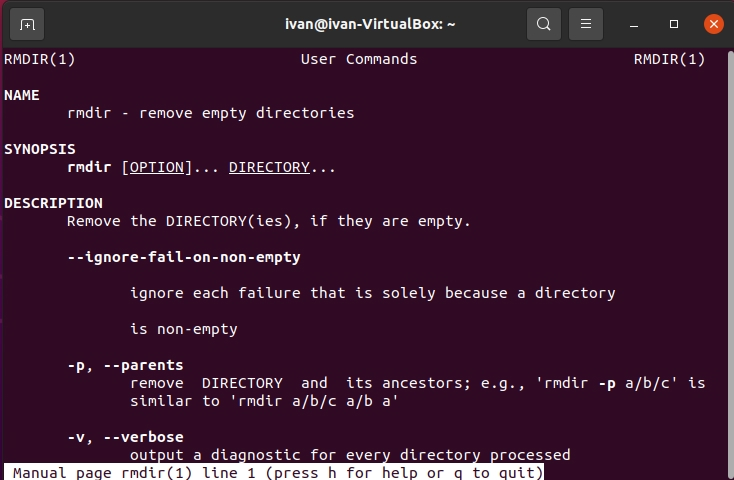 ivan@ivan-VirtualBox: ~
RMDIR(1) User Commands RMDIR(1)
NAME
rmdir - remove empty directories
SYNOPSIS
rmdir [OPTION]... DIRECTORY...
DESCRIPTION
Remove the DIRECTORY(ies), if they are empty.
--ignore-fail-on-non-empty
ignore each failure that is solely because a directory
is non-empty
-p, --parents
remove DIRECTORY and its ancestors; e.g., 'rmdir -p a/b/c' is
similar to 'rmdir a/b/c a/b a'
-v, --verbose
output a diagnostic for every directory processed
Manual page rmdir(1) line 1 (press h for help or q to quit)